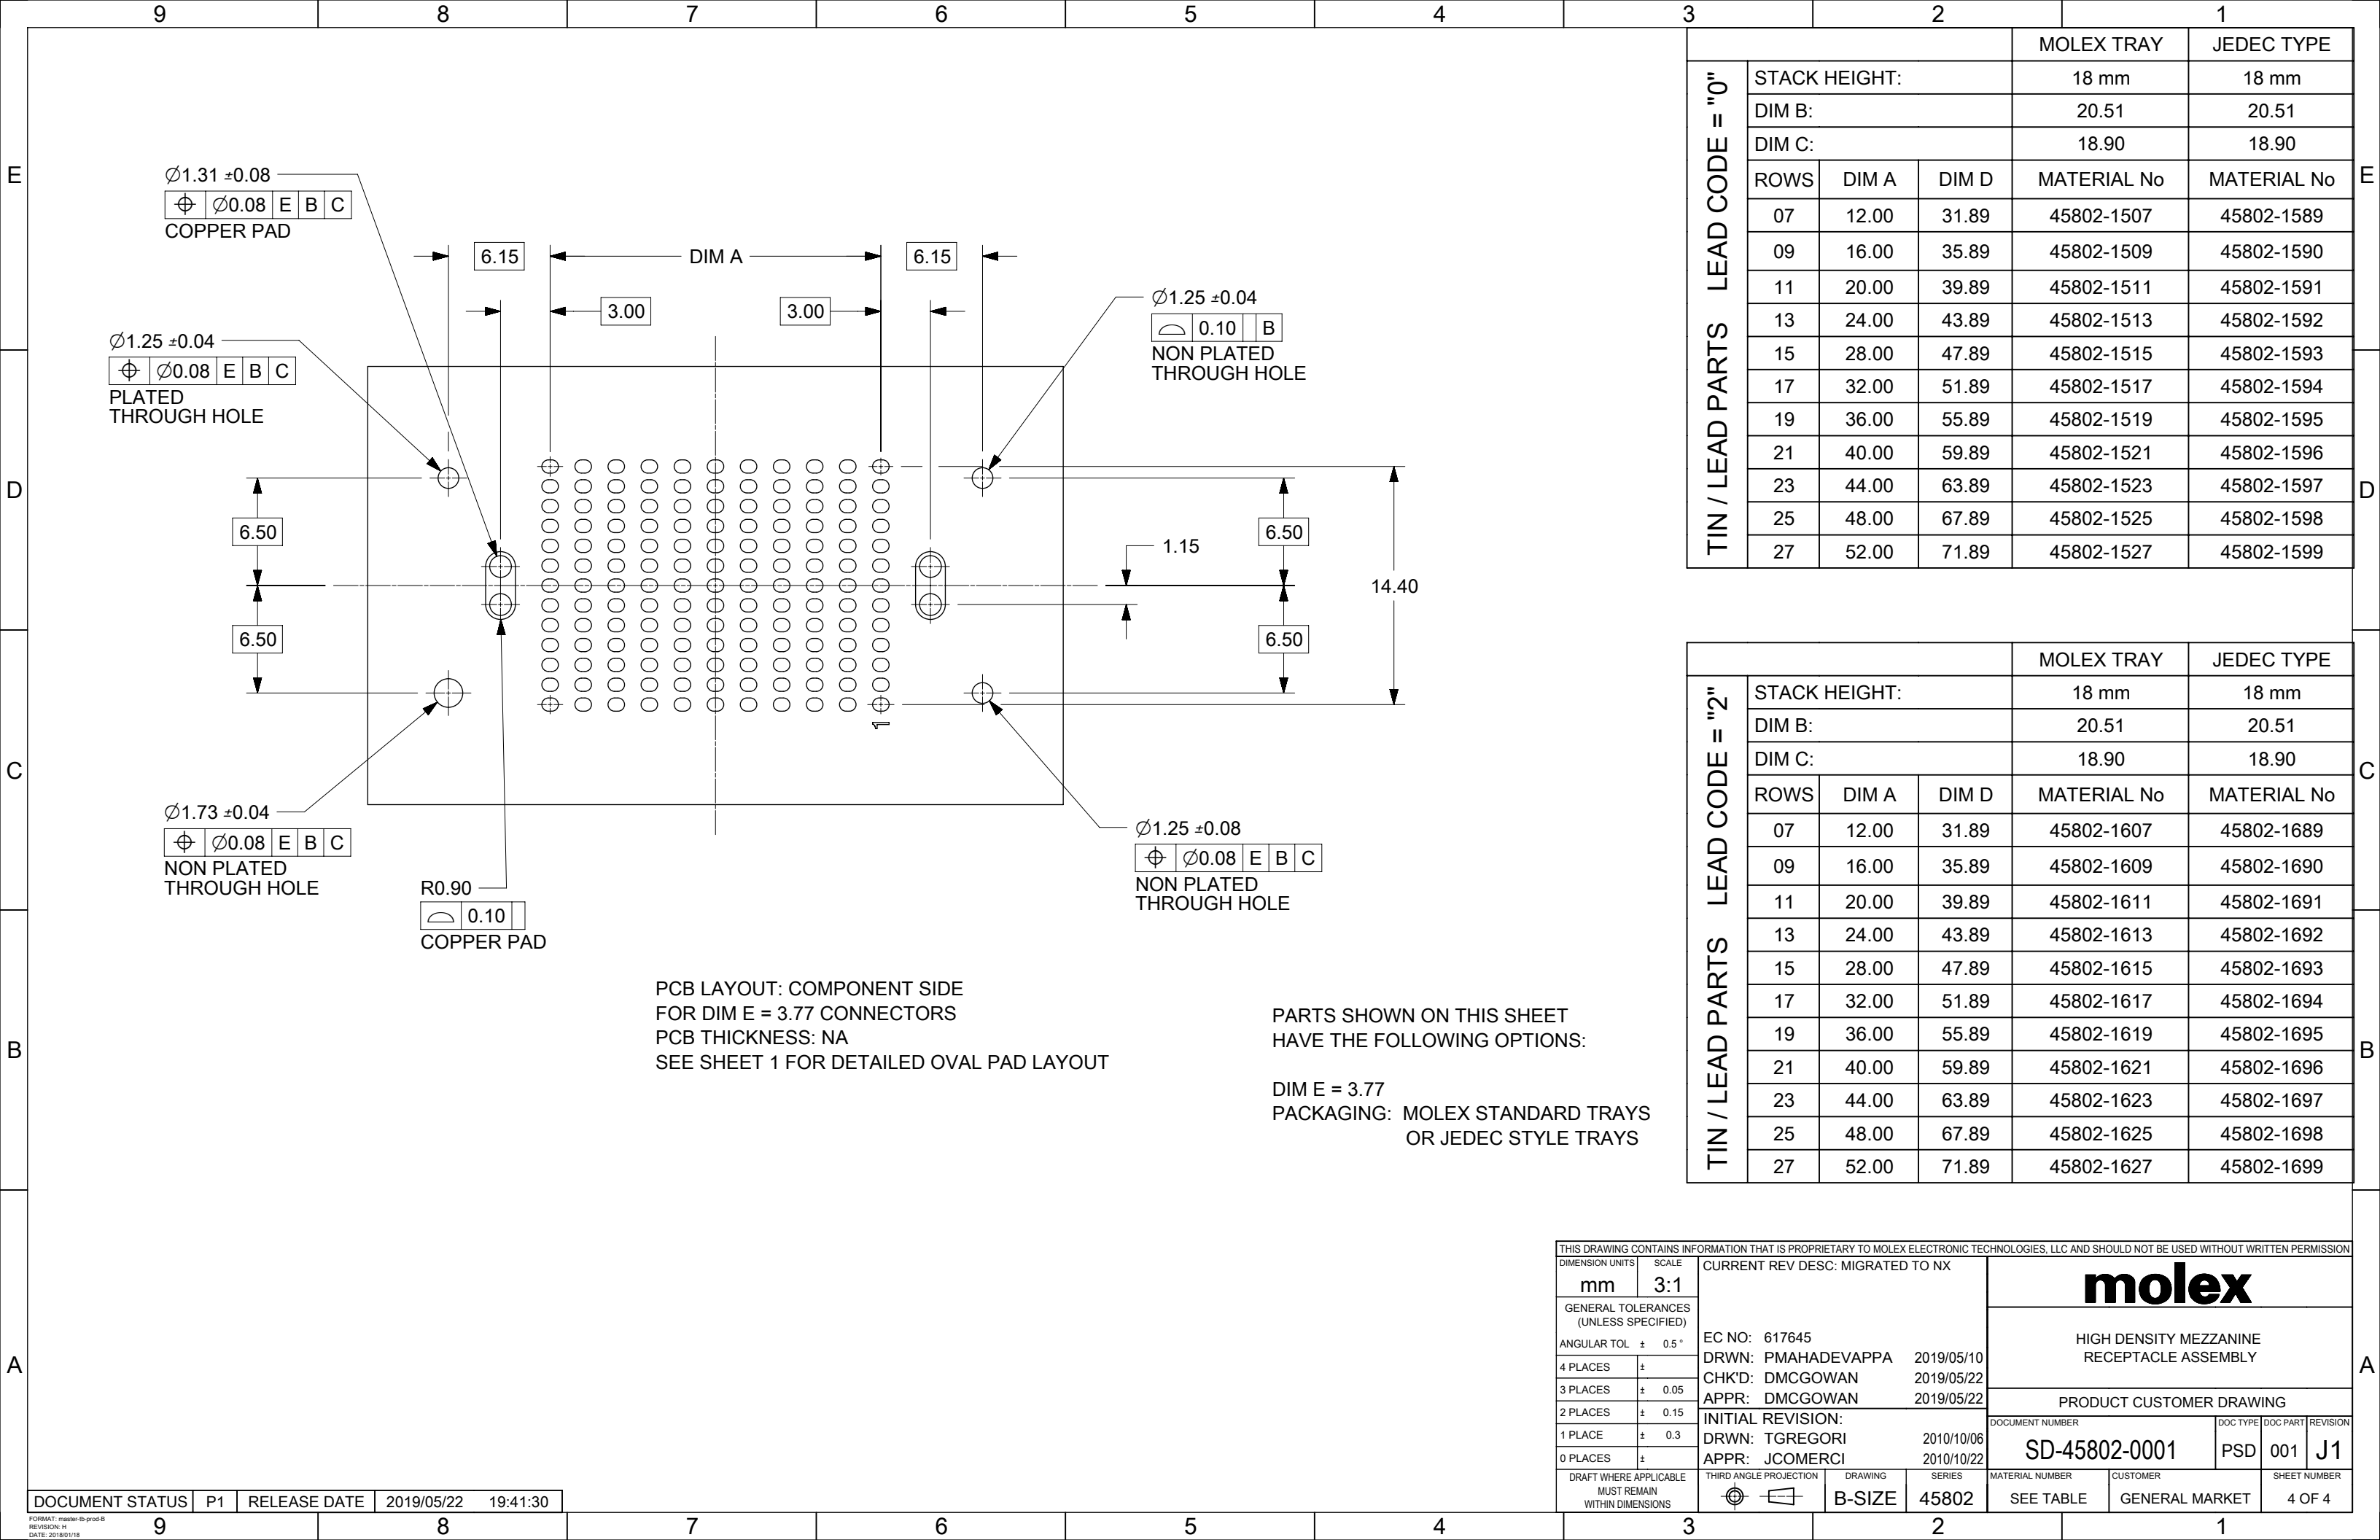 9 8 7 6 5 4 3 2 1
E
D
C
B
A
E
D
C
B
A
∅1.31 ±0.08
⌖ ∅0.08 E B C
COPPER PAD
6.15 DIM A 6.15
3.00 3.00
∅1.25 ±0.04
⌓ 0.10 B
NON PLATED
THROUGH HOLE
∅1.25 ±0.04
⌖ ∅0.08 E B C
PLATED
THROUGH HOLE
6.50
6.50
6.50
6.50
1.15
14.40
1
∅1.73 ±0.04
⌖ ∅0.08 E B C
NON PLATED
THROUGH HOLE
R0.90
⌓ 0.10
COPPER PAD
∅1.25 ±0.08
⌖ ∅0.08 E B C
NON PLATED
THROUGH HOLE
PCB LAYOUT: COMPONENT SIDE
FOR DIM E = 3.77 CONNECTORS
PCB THICKNESS: NA
SEE SHEET 1 FOR DETAILED OVAL PAD LAYOUT
PARTS SHOWN ON THIS SHEET
HAVE THE FOLLOWING OPTIONS:
DIM E = 3.77
PACKAGING: MOLEX STANDARD TRAYS
OR JEDEC STYLE TRAYS
TIN / LEAD PARTS LEAD CODE = "0"
MOLEX TRAY JEDEC TYPE
STACK HEIGHT: 18 mm 18 mm
DIM B: 20.51 20.51
DIM C: 18.90 18.90
ROWS DIM A DIM D MATERIAL No MATERIAL No
07 12.00 31.89 45802-1507 45802-1589
09 16.00 35.89 45802-1509 45802-1590
11 20.00 39.89 45802-1511 45802-1591
13 24.00 43.89 45802-1513 45802-1592
15 28.00 47.89 45802-1515 45802-1593
17 32.00 51.89 45802-1517 45802-1594
19 36.00 55.89 45802-1519 45802-1595
21 40.00 59.89 45802-1521 45802-1596
23 44.00 63.89 45802-1523 45802-1597
25 48.00 67.89 45802-1525 45802-1598
27 52.00 71.89 45802-1527 45802-1599
TIN / LEAD PARTS LEAD CODE = "2"
MOLEX TRAY JEDEC TYPE
STACK HEIGHT: 18 mm 18 mm
DIM B: 20.51 20.51
DIM C: 18.90 18.90
ROWS DIM A DIM D MATERIAL No MATERIAL No
07 12.00 31.89 45802-1607 45802-1689
09 16.00 35.89 45802-1609 45802-1690
11 20.00 39.89 45802-1611 45802-1691
13 24.00 43.89 45802-1613 45802-1692
15 28.00 47.89 45802-1615 45802-1693
17 32.00 51.89 45802-1617 45802-1694
19 36.00 55.89 45802-1619 45802-1695
21 40.00 59.89 45802-1621 45802-1696
23 44.00 63.89 45802-1623 45802-1697
25 48.00 67.89 45802-1625 45802-1698
27 52.00 71.89 45802-1627 45802-1699
THIS DRAWING CONTAINS INFORMATION THAT IS PROPRIETARY TO MOLEX ELECTRONIC TECHNOLOGIES, LLC AND SHOULD NOT BE USED WITHOUT WRITTEN PERMISSION
DIMENSION UNITS SCALE
mm 3:1
GENERAL TOLERANCES
(UNLESS SPECIFIED)
ANGULAR TOL ± 0.5 °
4 PLACES ±
3 PLACES ± 0.05
2 PLACES ± 0.15
1 PLACE ± 0.3
0 PLACES ±
DRAFT WHERE APPLICABLE
MUST REMAIN
WITHIN DIMENSIONS
CURRENT REV DESC: MIGRATED TO NX
EC NO: 617645
DRWN: PMAHADEVAPPA 2019/05/10
CHK'D: DMCGOWAN 2019/05/22
APPR: DMCGOWAN 2019/05/22
INITIAL REVISION:
DRWN: TGREGORI 2010/10/06
APPR: JCOMERCI 2010/10/22
THIRD ANGLE PROJECTION DRAWING SERIES
B-SIZE 45802
molex
HIGH DENSITY MEZZANINE
RECEPTACLE ASSEMBLY
PRODUCT CUSTOMER DRAWING
DOCUMENT NUMBER DOC TYPE DOC PART REVISION
SD-45802-0001 PSD 001 J1
MATERIAL NUMBER CUSTOMER SHEET NUMBER
SEE TABLE GENERAL MARKET 4 OF 4
DOCUMENT STATUS P1 RELEASE DATE 2019/05/22 19:41:30
FORMAT: master-tb-prod-B
REVISION: H
DATE: 2018/01/18
9 8 7 6 5 4 3 2 1